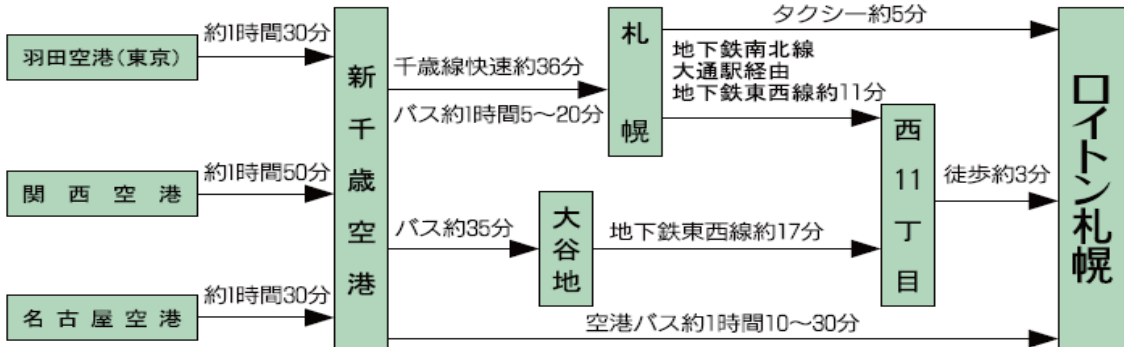 羽田空港(東京)
約1時間30分
関西空港
約1時間50分
名古屋空港
約1時間30分
新千歳空港
千歳線快速約36分
バス約1時間5〜20分
札幌
タクシー約5分
地下鉄南北線
大通駅経由
地下鉄東西線約11分
バス約35分
大谷地
地下鉄東西線約17分
西11丁目
徒歩約3分
空港バス約1時間10〜30分
ロイトン札幌